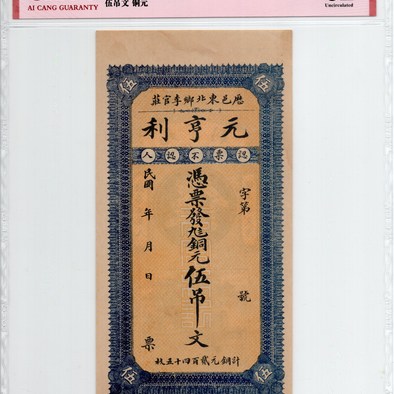 AI CANG GUARANTY
伍吊文 铜元
Uncirculated
伍
伍
厯邑東北鄉李官莊
元亨利
認票不認人
字第 號
憑票發九八銅元伍吊文
民國 年 月 日 票
計銅元貳百四十五枚
伍
伍